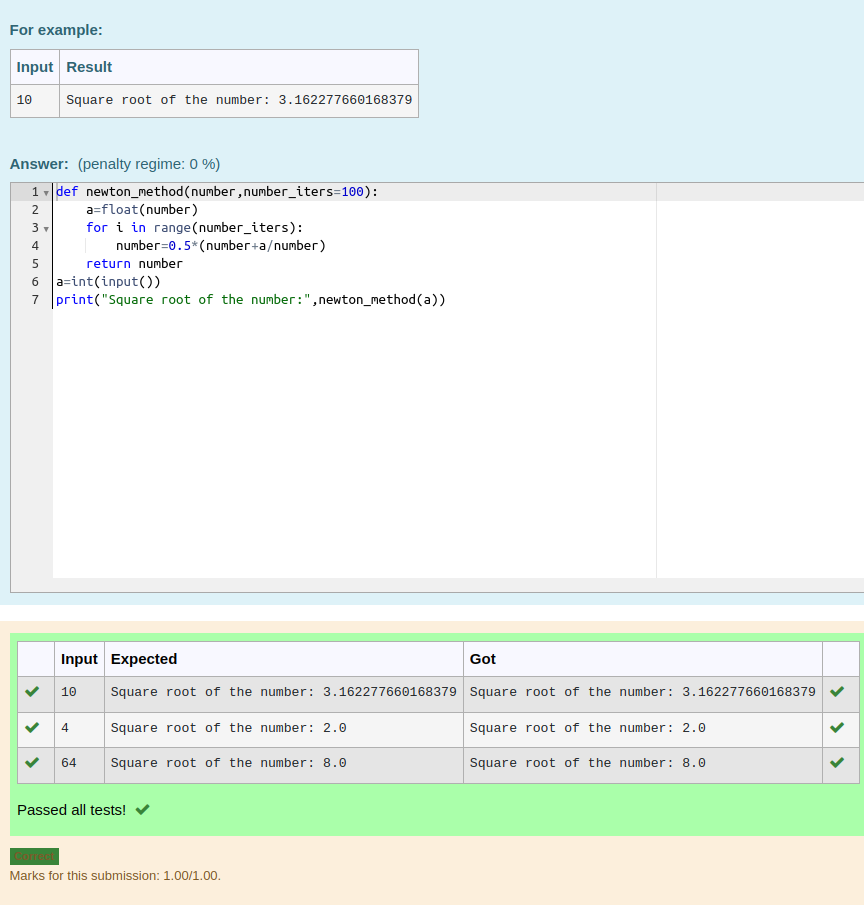 For example:
Input Result
10 Square root of the number: 3.162277660168379
Answer: (penalty regime: 0 %)
1 def newton_method(number,number_iters=100):
2     a=float(number)
3     for i in range(number_iters):
4         number=0.5*(number+a/number)
5     return number
6 a=int(input())
7 print("Square root of the number:",newton_method(a))
Input Expected Got
10 Square root of the number: 3.162277660168379 Square root of the number: 3.162277660168379
4 Square root of the number: 2.0 Square root of the number: 2.0
64 Square root of the number: 8.0 Square root of the number: 8.0
Passed all tests!
Correct
Marks for this submission: 1.00/1.00.